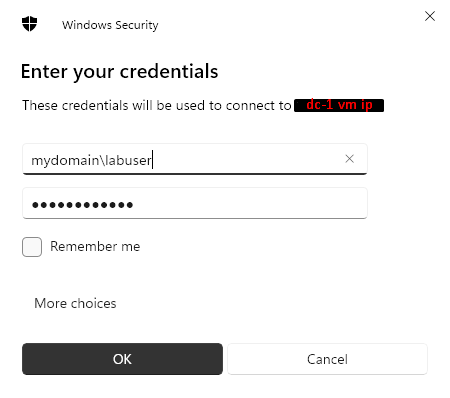 Windows Security
Enter your credentials
These credentials will be used to connect to dc-1 vm ip
mydomain\labuser
••••••••••••
Remember me
More choices
OK
Cancel